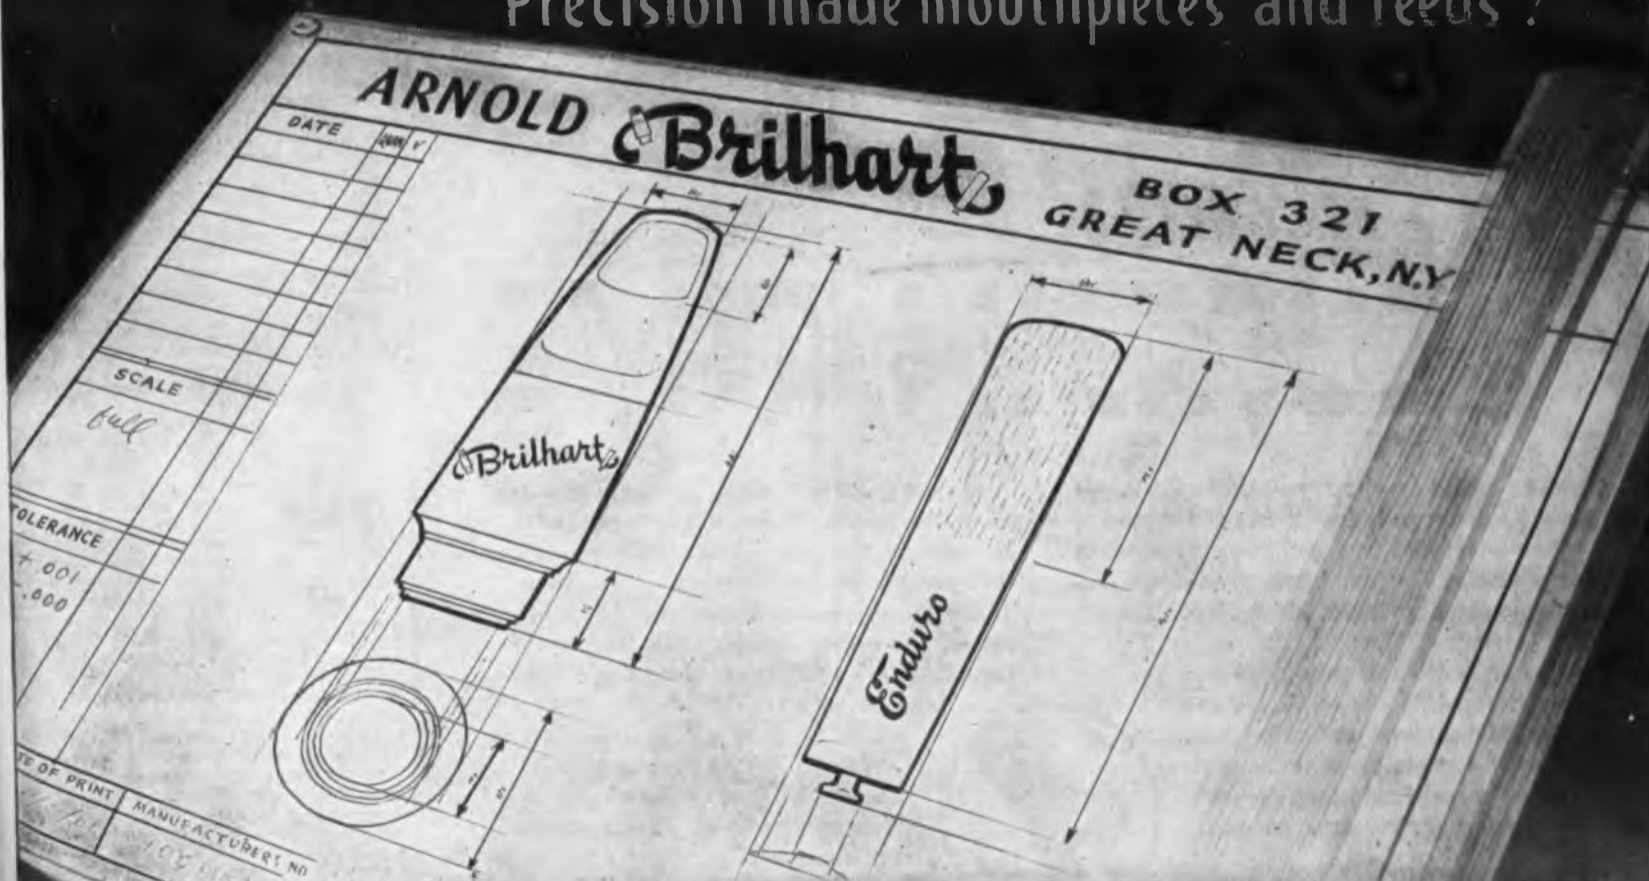 Precision made mouthpieces and reeds !
ARNOLD Brilhart
BOX 321
GREAT NECK, N.Y
DATE
SCALE
full
Brilhart
Enduro
TOLERANCE
+.001
-.000
TE OF PRINT
MANUFACTURERS NO